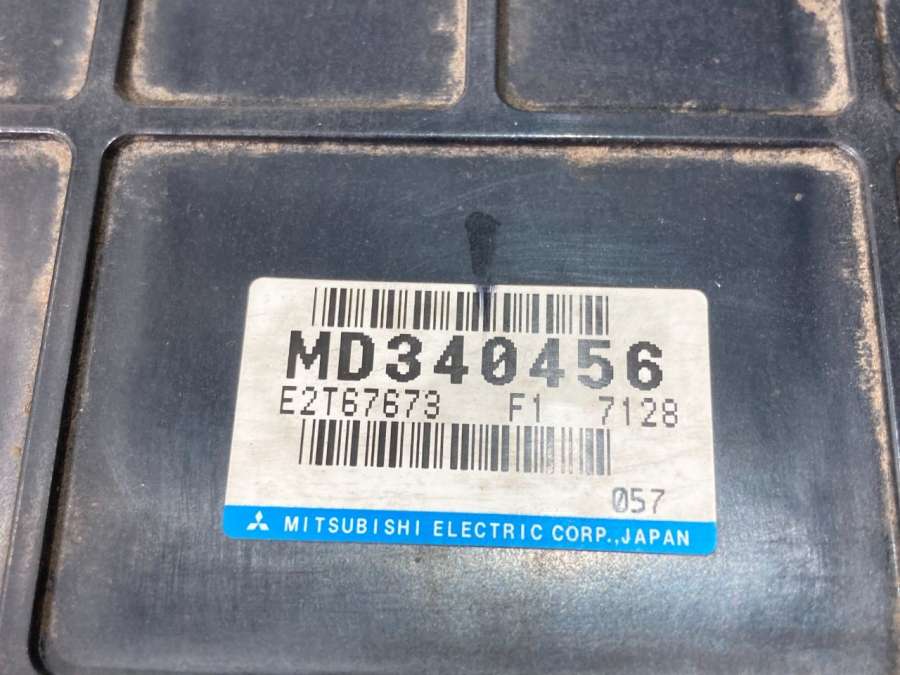 MD340456
E2T67673 F1 7128
057
MITSUBISHI ELECTRIC CORP.,JAPAN